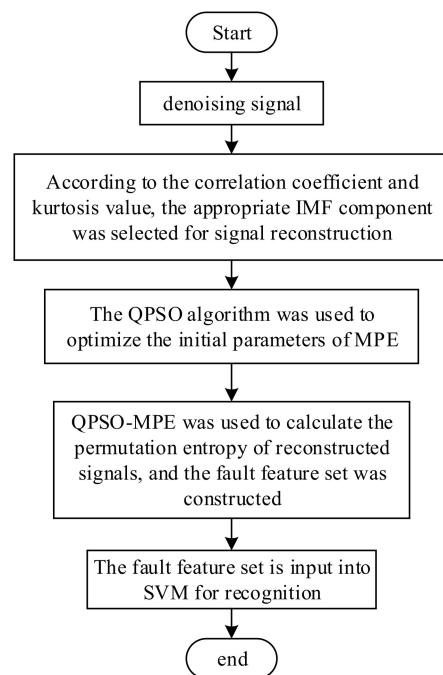 Start
denoising signal
According to the correlation coefficient and
kurtosis value, the appropriate IMF component
was selected for signal reconstruction
The QPSO algorithm was used to
optimize the initial parameters of MPE
QPSO-MPE was used to calculate the
permutation entropy of reconstructed
signals, and the fault feature set was
constructed
The fault feature set is input into
SVM for recognition
end